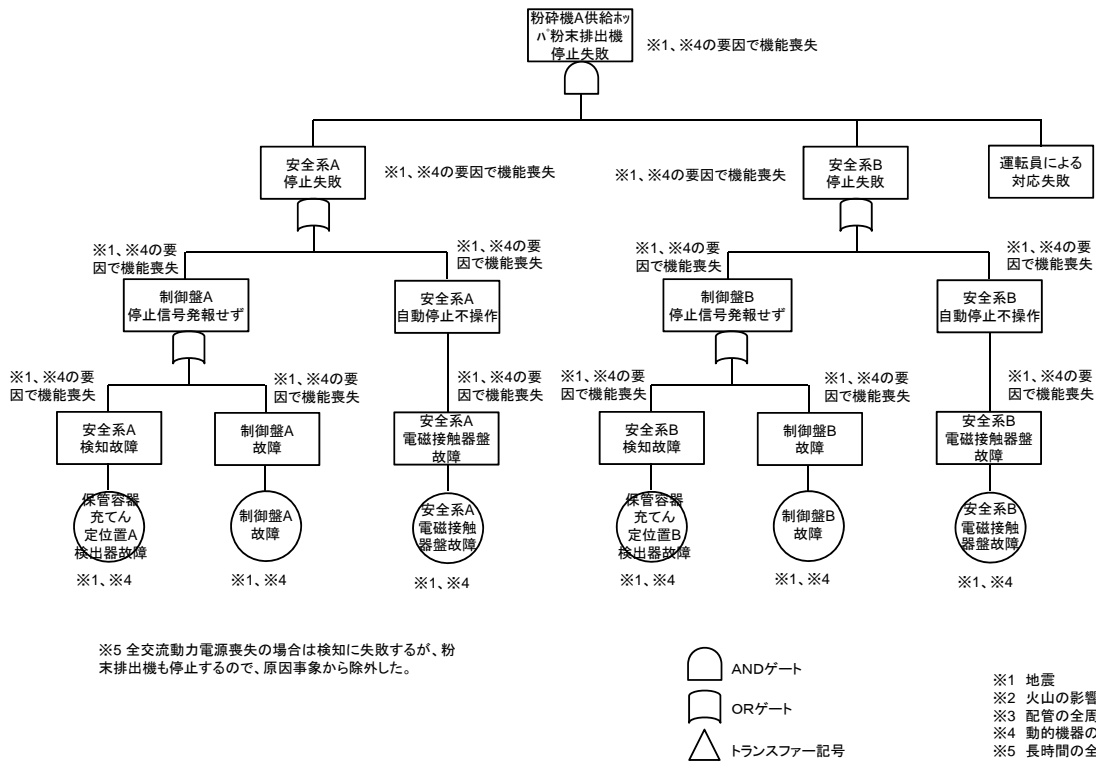 粉砕機A供給ホッ
パ粉末排出機
停止失敗
※1、※4の要因で機能喪失
安全系A
停止失敗
※1、※4の要因で機能喪失
※1、※4の要因で機能喪失
安全系B
停止失敗
運転員による
対応失敗
※1、※4の要
因で機能喪失
※1、※4の要
因で機能喪失
※1、※4の要
因で機能喪失
※1、※4の要
因で機能喪失
制御盤A
停止信号発報せず
安全系A
自動停止不操作
制御盤B
停止信号発報せず
安全系B
自動停止不操作
※1、※4の要
因で機能喪失
※1、※4の要
因で機能喪失
※1、※4の要
因で機能喪失
※1、※4の要
因で機能喪失
※1、※4の要
因で機能喪失
※1、※4の要
因で機能喪失
安全系A
検知故障
制御盤A
故障
安全系A
電磁接触器盤
故障
安全系B
検知故障
制御盤B
故障
安全系B
電磁接触器盤
故障
保管容器
充てん
定位置A
検出器故障
制御盤A
故障
安全系A
電磁接触
器盤故障
保管容器
充てん
定位置B
検出器故障
制御盤B
故障
安全系B
電磁接触
器盤故障
※1、※4
※1、※4
※1、※4
※1、※4
※1、※4
※1、※4
※5 全交流動力電源喪失の場合は検知に失敗するが、粉
末排出機も停止するので、原因事象から除外した。
ANDゲート
ORゲート
トランスファー記号
※1 地震
※2 火山の影響
※3 配管の全周
※4 動的機器の
※5 長時間の全